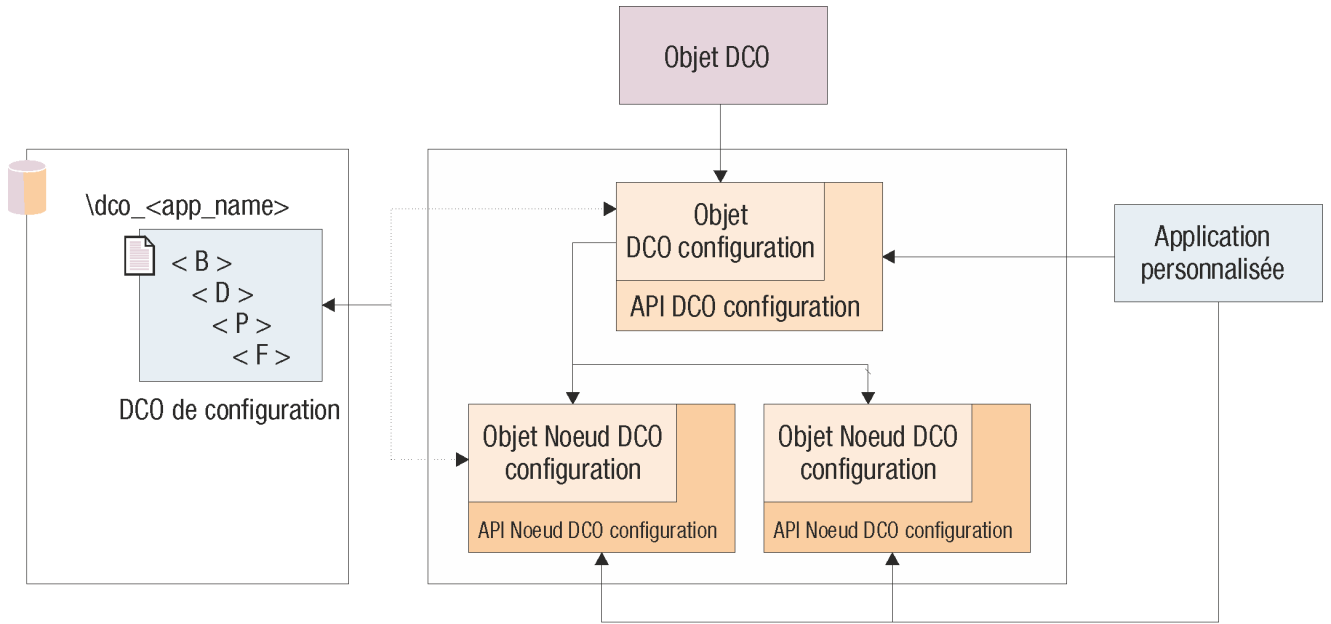 Objet DCO
\dco_<app_name>
< B >
< D >
< P >
< F >
DCO de configuration
Objet
DCO configuration
API DCO configuration
Application
personnalisée
Objet Noeud DCO
configuration
API Noeud DCO configuration
Objet Noeud DCO
configuration
API Noeud DCO configuration